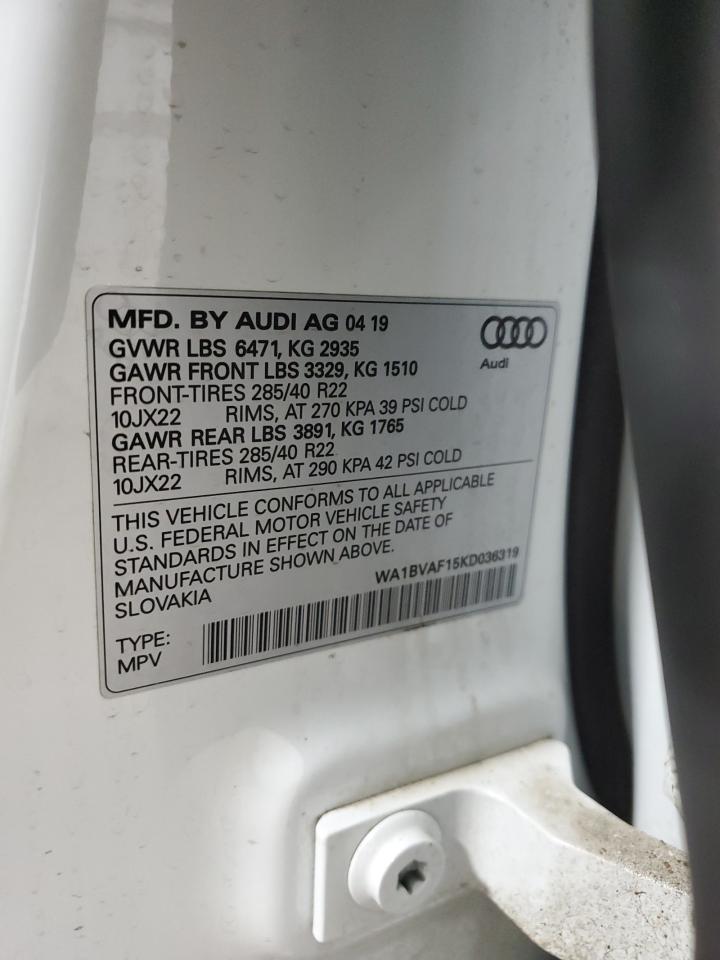 MFD. BY AUDI AG 04 19
GVWR LBS 6471, KG 2935
GAWR FRONT LBS 3329, KG 1510
FRONT-TIRES 285/40 R22
10JX22 RIMS, AT 270 KPA 39 PSI COLD
GAWR REAR LBS 3891, KG 1765
REAR-TIRES 285/40 R22
10JX22 RIMS, AT 290 KPA 42 PSI COLD
Audi
THIS VEHICLE CONFORMS TO ALL APPLICABLE
U.S. FEDERAL MOTOR VEHICLE SAFETY
STANDARDS IN EFFECT ON THE DATE OF
MANUFACTURE SHOWN ABOVE.
SLOVAKIA
WA1BVAF15KD036319
TYPE:
MPV